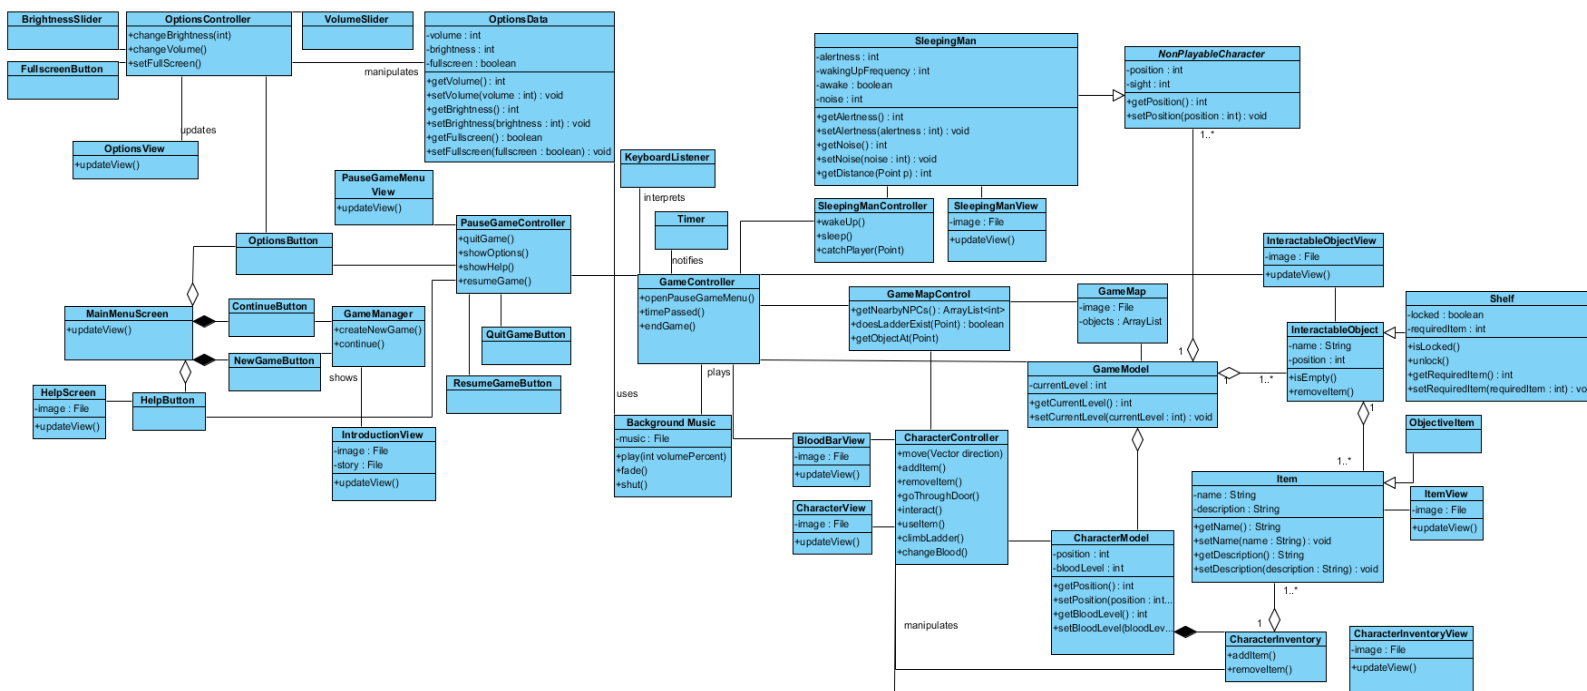 BrightnessSlider
OptionsController
+changeBrightness(int)
+changeVolume()
+setFullScreen()
VolumeSlider
OptionsData
-volume : int
-brightness : int
-fullscreen : boolean
+getVolume() : int
+setVolume(volume : int) : void
+getBrightness() : int
+setBrightness(brightness : int) : void
+getFullscreen() : boolean
+setFullscreen(fullscreen : boolean) : void
FullscreenButton
manipulates
updates
OptionsView
+updateView()
SleepingMan
-alertness : int
-wakingUpFrequency : int
-awake : boolean
-noise : int
+getAlertness() : int
+setAlertness(alertness : int) : void
+getNoise() : int
+setNoise(noise : int) : void
+getDistance(Point p) : int
NonPlayableCharacter
-position : int
-sight : int
+getPosition() : int
+setPosition(position : int) : void
1..*
KeyboardListener
interprets
PauseGameMenu
View
+updateView()
Timer
notifies
SleepingManController
+wakeUp()
+sleep()
+catchPlayer(Point)
SleepingManView
-image : File
+updateView()
PauseGameController
+quitGame()
+showOptions()
+showHelp()
+resumeGame()
OptionsButton
InteractableObjectView
-image : File
+updateView()
MainMenuScreen
+updateView()
ContinueButton
GameManager
+createNewGame()
+continue()
NewGameButton
shows
QuitGameButton
ResumeGameButton
GameController
+openPauseGameMenu()
+timePassed()
+endGame()
GameMapControl
+getNearbyNPCs() : ArrayList<int>
+doesLadderExist(Point) : boolean
+getObjectAt(Point)
GameMap
-image : File
-objects : ArrayList
Shelf
-locked : boolean
-requiredItem : int
+isLocked()
+unlock()
+getRequiredItem() : int
+setRequiredItem(requiredItem : int) : vo
InteractableObject
-name : String
-position : int
+isEmpty()
+removeItem()
1
GameModel
-currentLevel : int
+getCurrentLevel() : int
+setCurrentLevel(currentLevel : int) : void
1
1..*
1
1..*
HelpScreen
-image : File
+updateView()
HelpButton
IntroductionView
-image : File
-story : File
+updateView()
plays
uses
Background Music
-music : File
+play(int volumePercent)
+fade()
+shut()
BloodBarView
-image : File
+updateView()
CharacterController
+move(Vector direction)
+addItem()
+removeItem()
+goThroughDoor()
+interact()
+useItem()
+climbLadder()
+changeBlood()
CharacterView
-image : File
+updateView()
ObjectiveItem
Item
-name : String
-description : String
+getName() : String
+setName(name : String) : void
+getDescription() : String
+setDescription(description : String) : void
ItemView
-image : File
+updateView()
CharacterModel
-position : int
-bloodLevel : int
+getPosition() : int
+setPosition(position : int...
+getBloodLevel() : int
+setBloodLevel(bloodLev...
1..*
1
manipulates
CharacterInventory
+addItem()
+removeItem()
CharacterInventoryView
-image : File
+updateView()